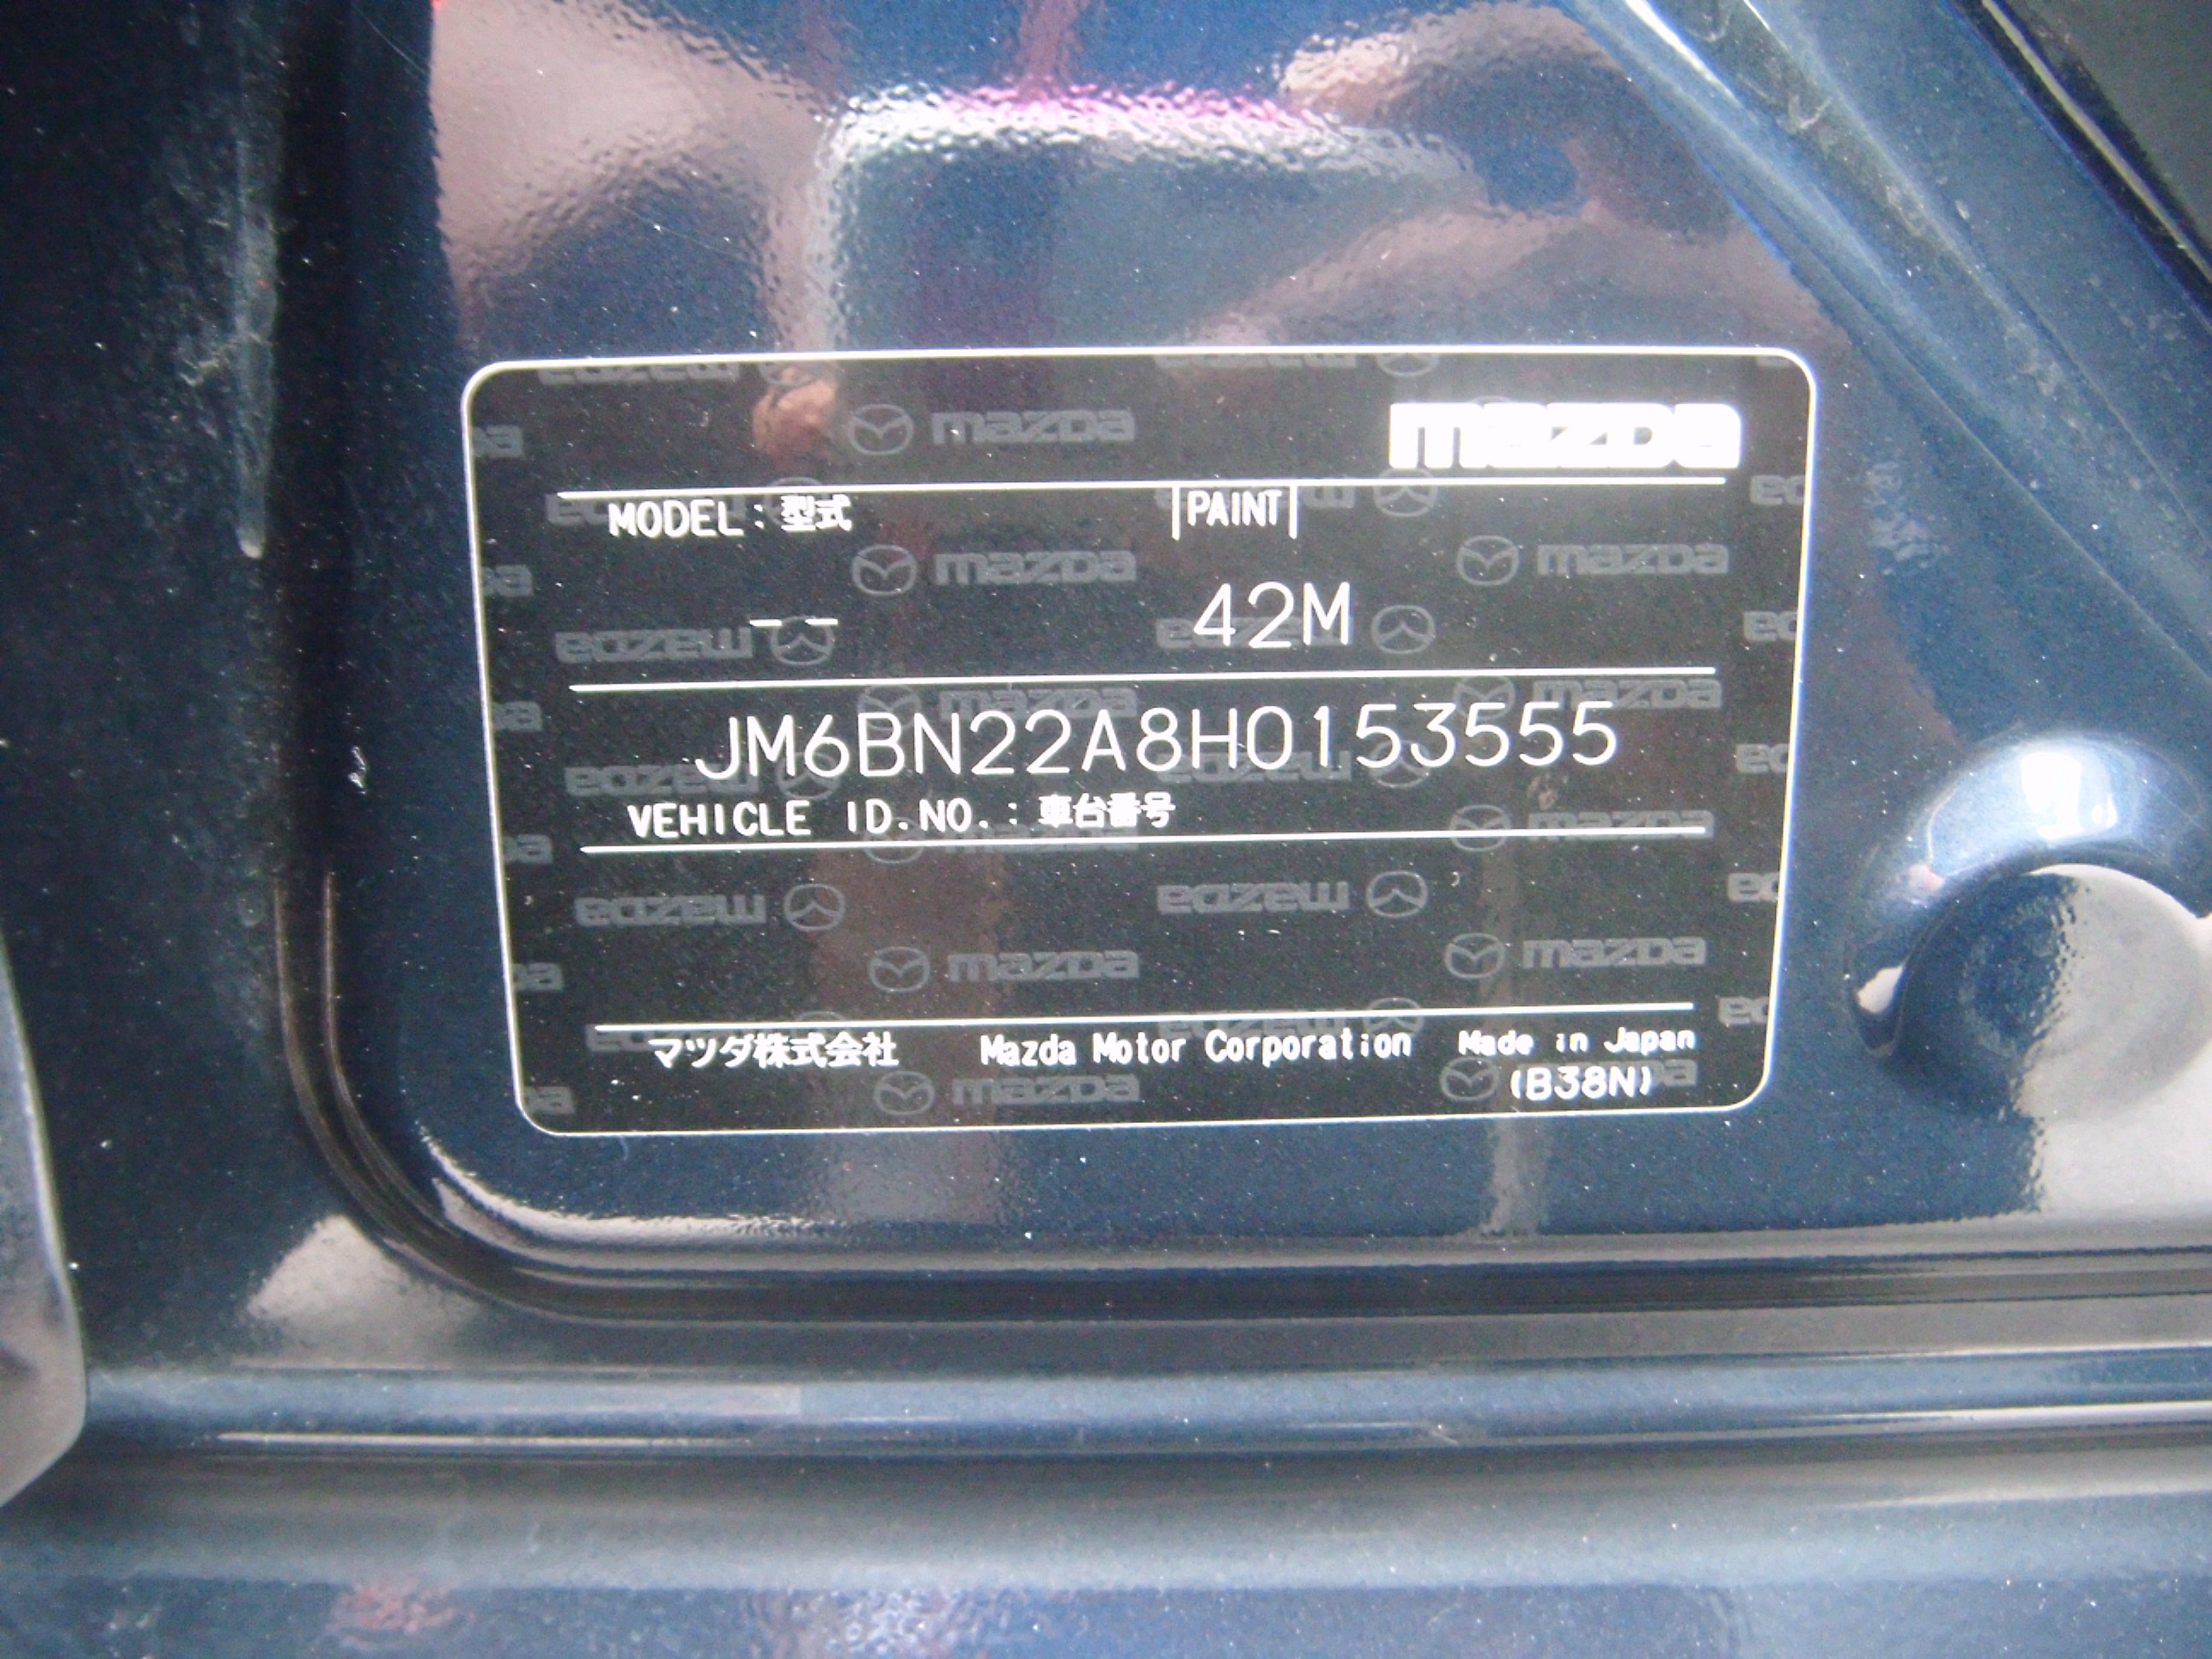 mazda
MODEL: 型式 PAINT
— — 42M
JM6BN22A8H0153555
VEHICLE ID.NO.: 車台番号
マツダ株式会社 Mazda Motor Corporation Made in Japan
(B38N)